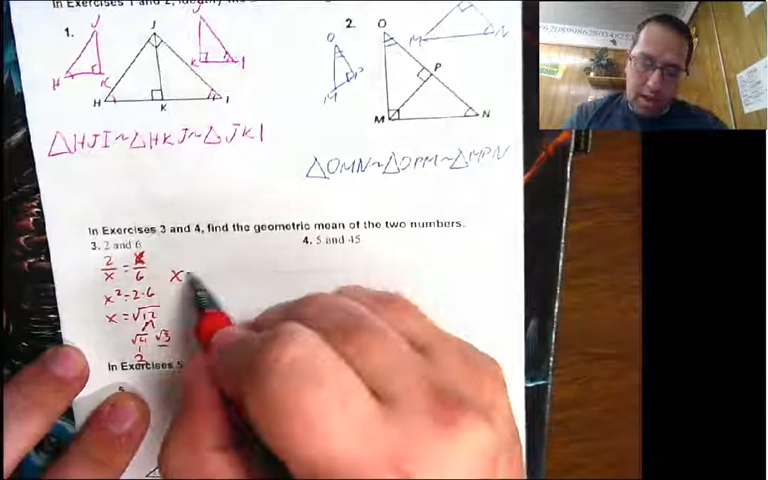 In Exercises 1 and 2, identify the
1.
J
H K
J
H K I
J
K I
2.
O
P
M
O
P
M N
M N
△HJI~△HKJ~△JKI
△OMN~△OPM~△MPN
In Exercises 3 and 4, find the geometric mean of the two numbers.
3. 2 and 6
4. 5 and 45
2/x = x/6
x² = 2·6
x = √12
√4 √3
2
x =
In Exercises 5
5.